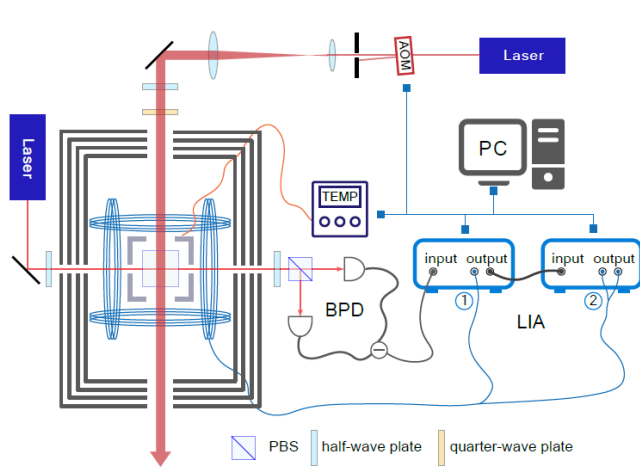 AOM
Laser
Laser
PC
TEMP
input output
input output
1
2
LIA
BPD
PBS
half-wave plate
quarter-wave plate